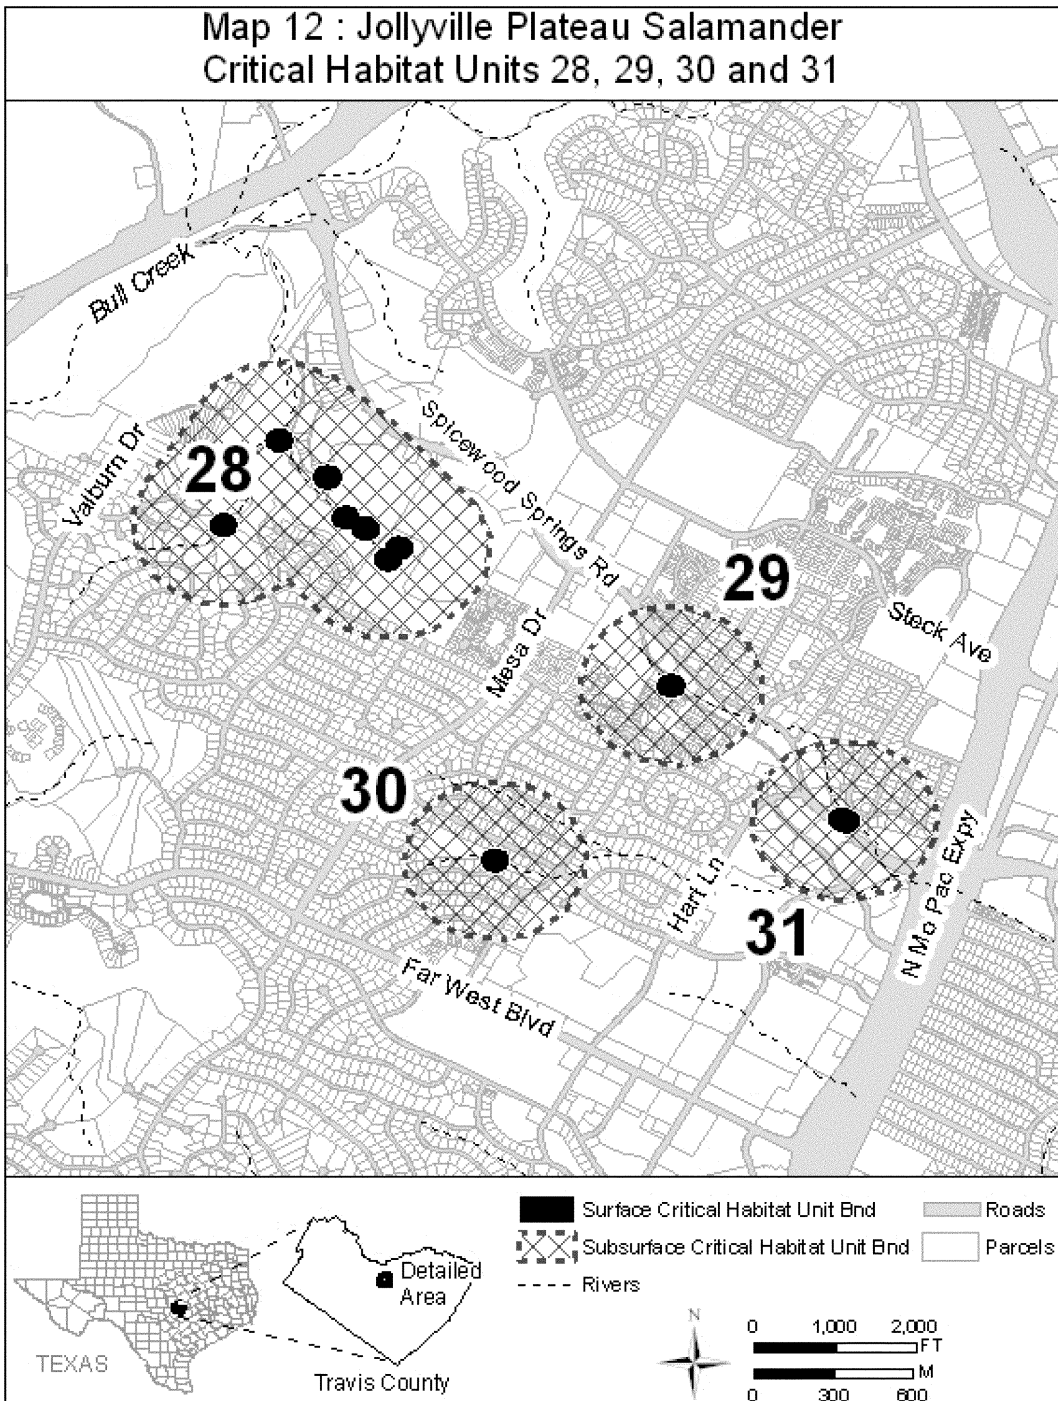 Map 12 : Jollyville Plateau Salamander
Critical Habitat Units 28, 29, 30 and 31
Bull Creek
Valburn Dr
28
Spicewood Springs Rd
29
Steck Ave
Mesa Dr
30
Hart Ln
31
N Mo Pac Expy
Far West Blvd
TEXAS
Detailed
Area
Travis County
Surface Critical Habitat Unit Bnd
Subsurface Critical Habitat Unit Bnd
Rivers
Roads
Parcels
N
0 1,000 2,000
FT
M
0 300 600